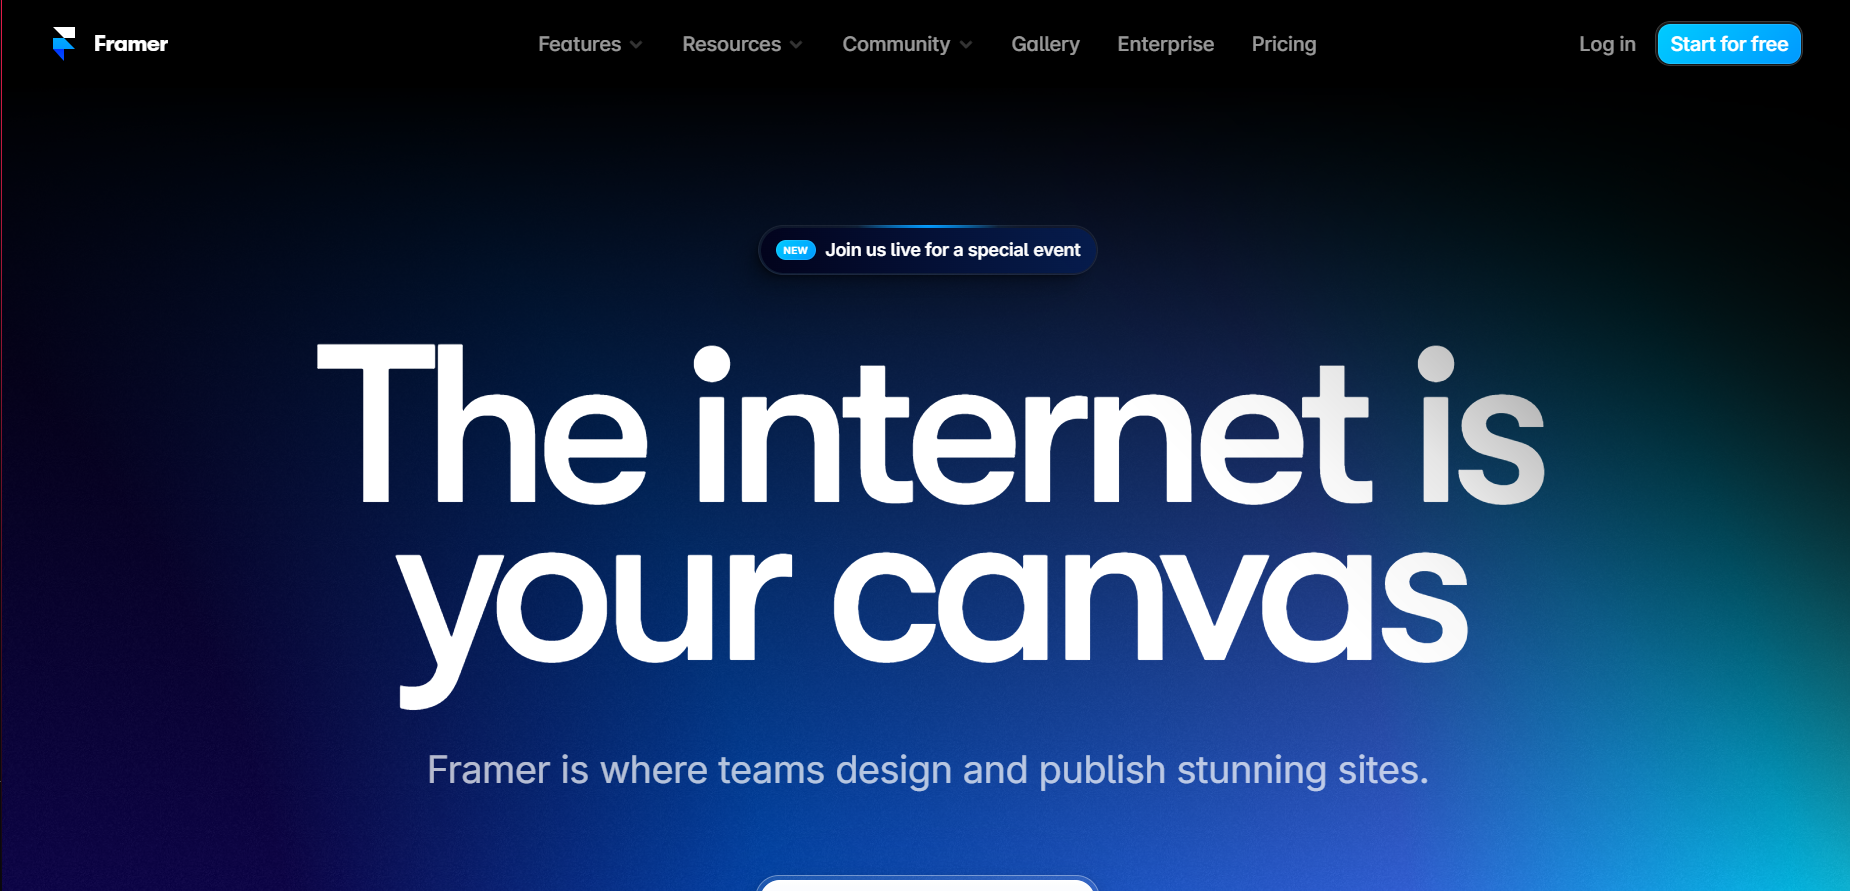 Framer
Features
Resources
Community
Gallery
Enterprise
Pricing
Log in
Start for free
NEW Join us live for a special event
The internet is
your canvas
Framer is where teams design and publish stunning sites.